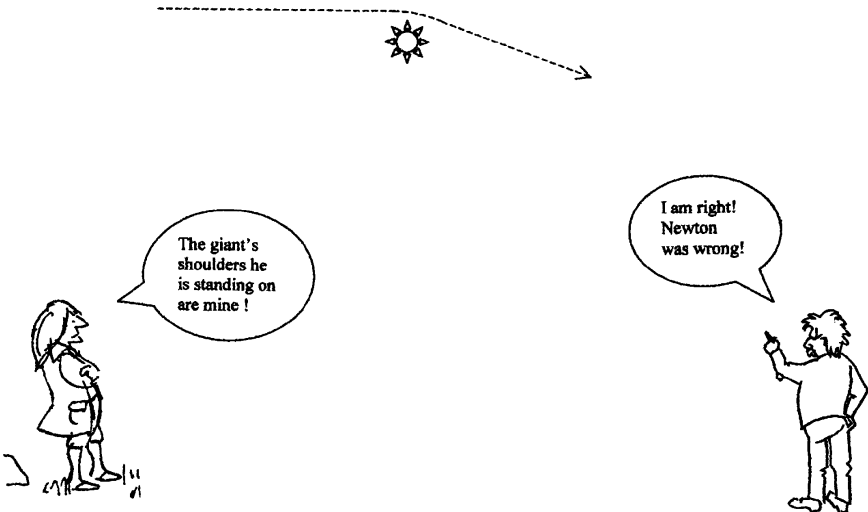 The giant's
shoulders he
is standing on
are mine !
I am right!
Newton
was wrong!